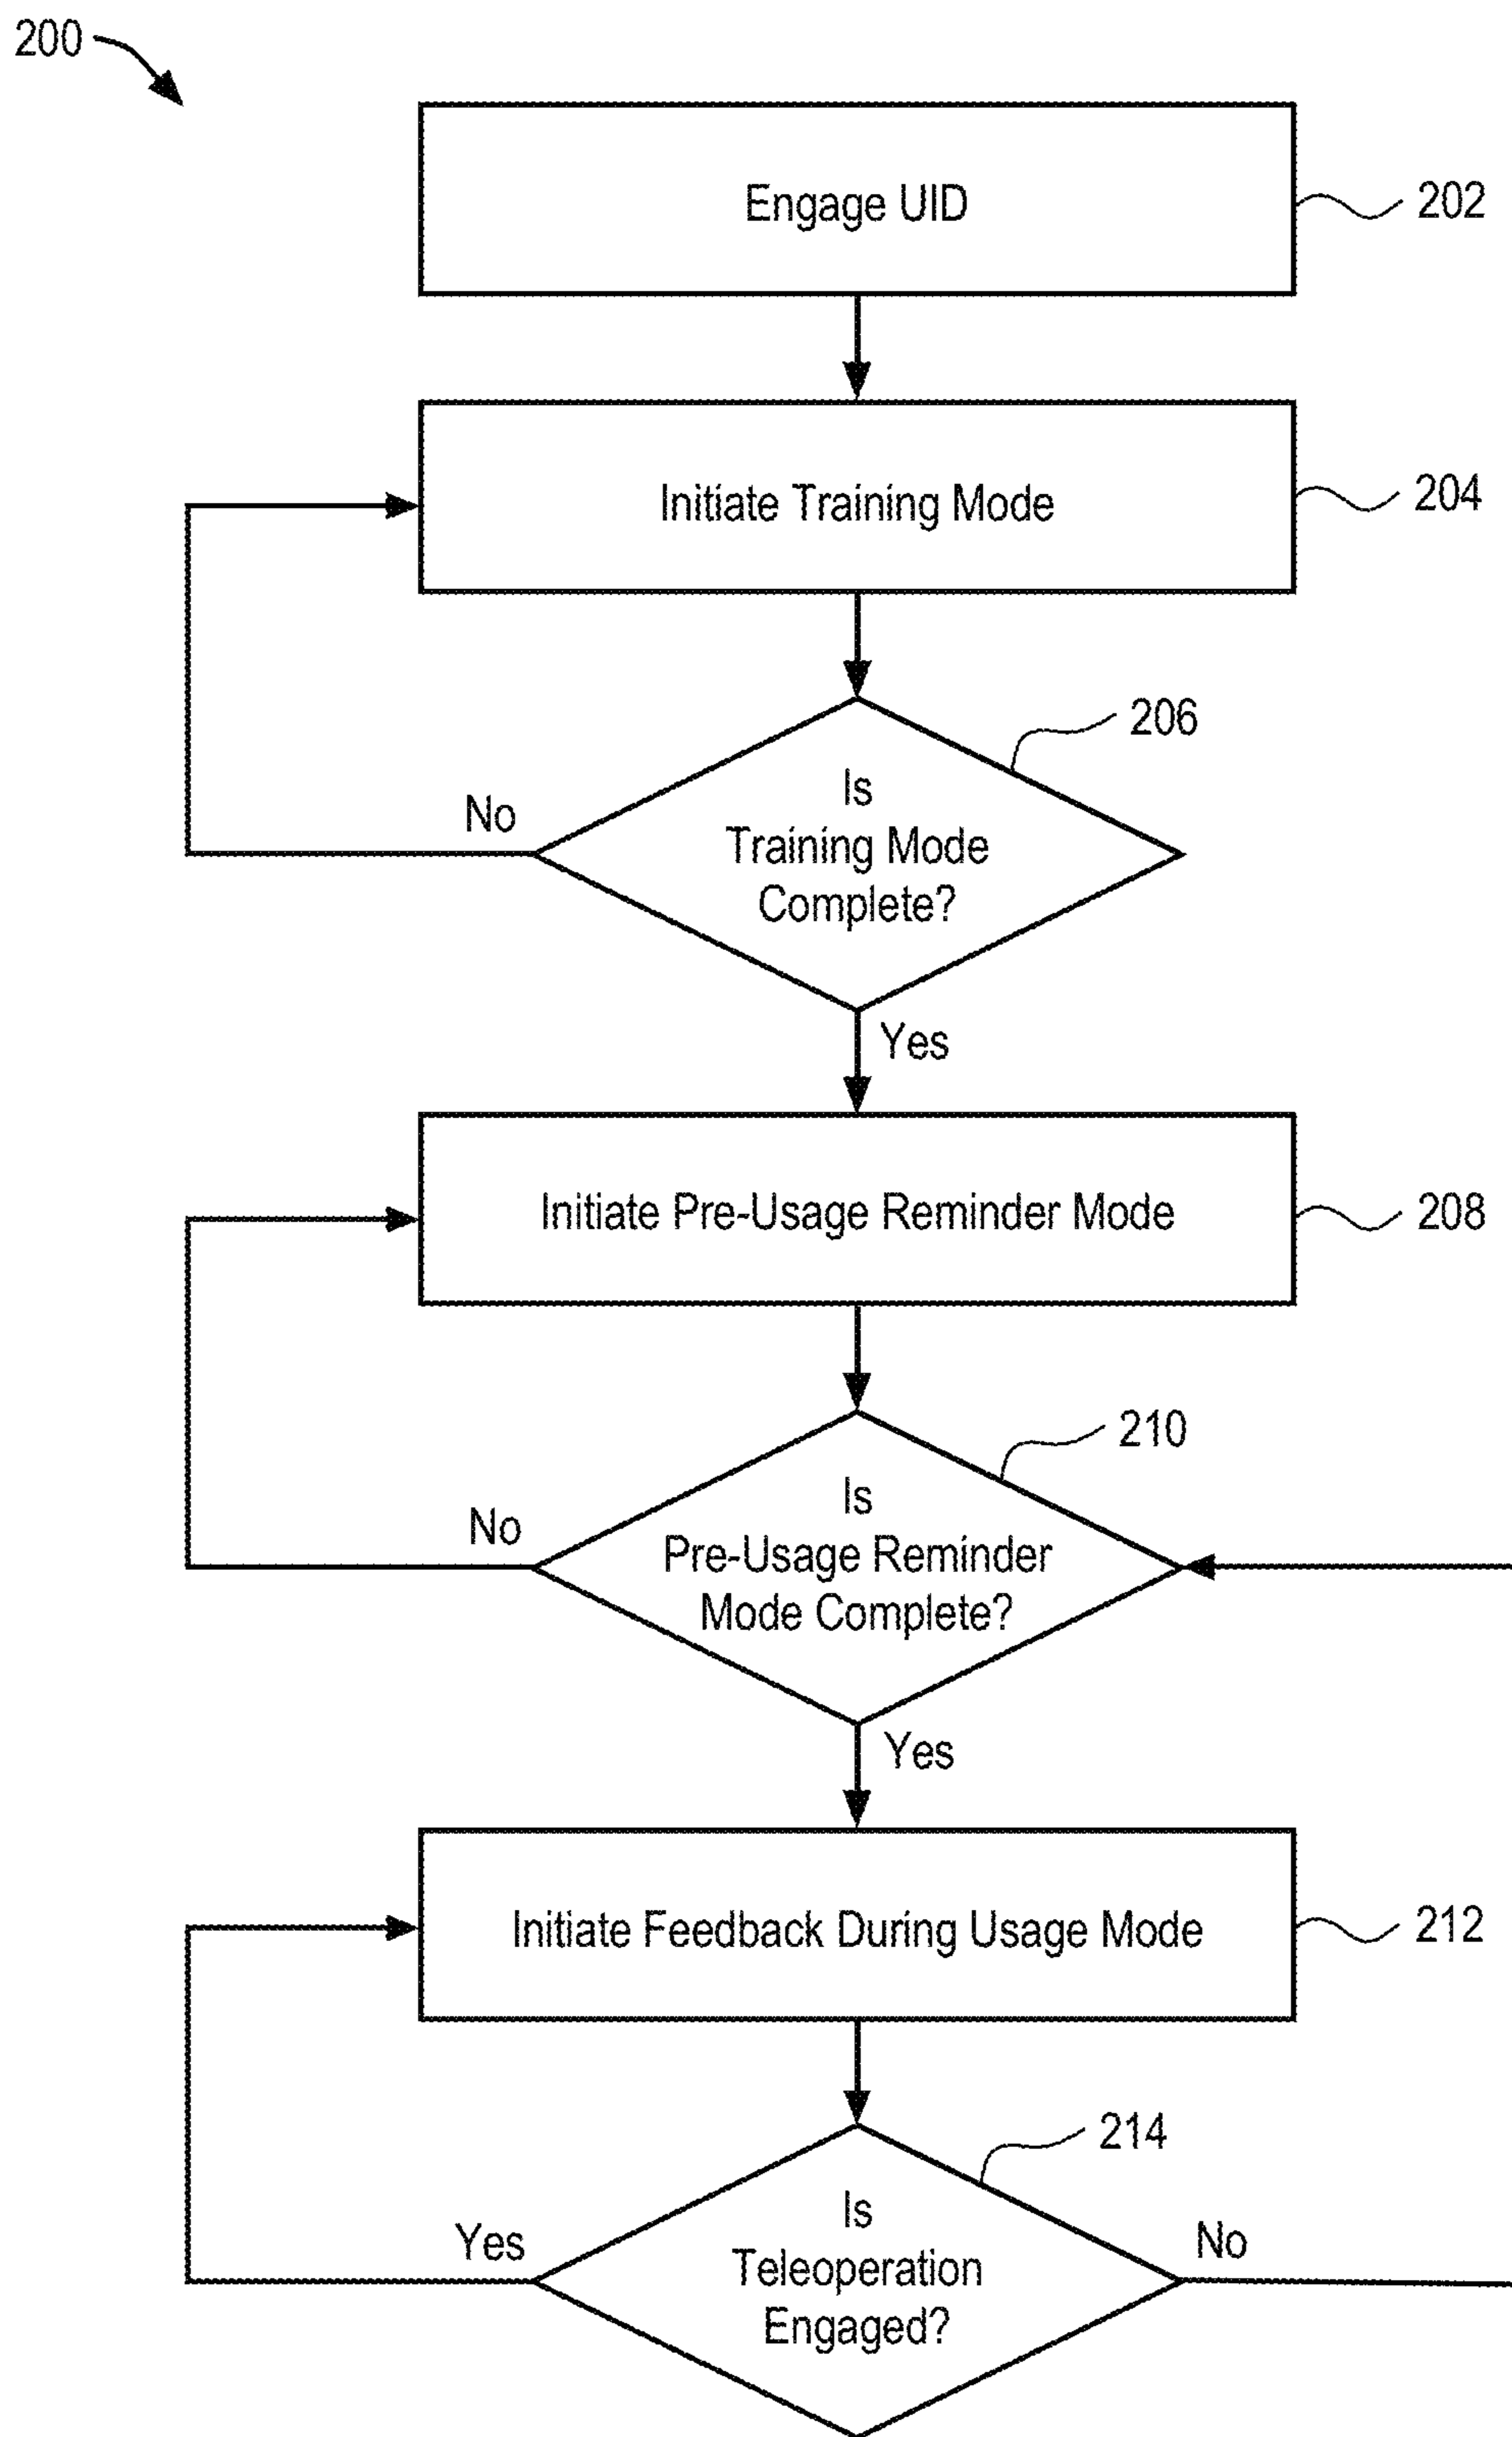 200
Engage UID
202
Initiate Training Mode
204
206
Is
Training Mode
Complete?
No
Yes
Initiate Pre-Usage Reminder Mode
208
210
Is
Pre-Usage Reminder
Mode Complete?
No
Yes
Initiate Feedback During Usage Mode
212
214
Is
Teleoperation
Engaged?
Yes
No